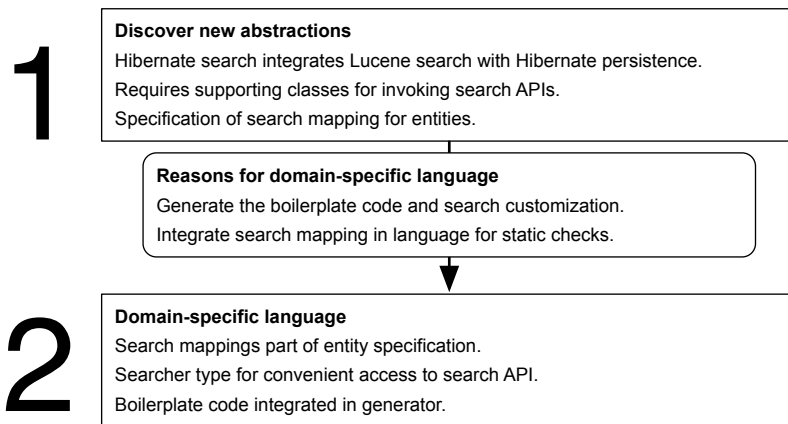 1
Discover new abstractions
Hibernate search integrates Lucene search with Hibernate persistence.
Requires supporting classes for invoking search APIs.
Specification of search mapping for entities.
Reasons for domain-specific language
Generate the boilerplate code and search customization.
Integrate search mapping in language for static checks.
2
Domain-specific language
Search mappings part of entity specification.
Searcher type for convenient access to search API.
Boilerplate code integrated in generator.